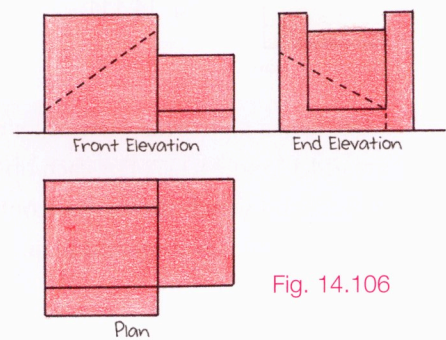 Front Elevation
End Elevation
Fig. 14.106
Plan